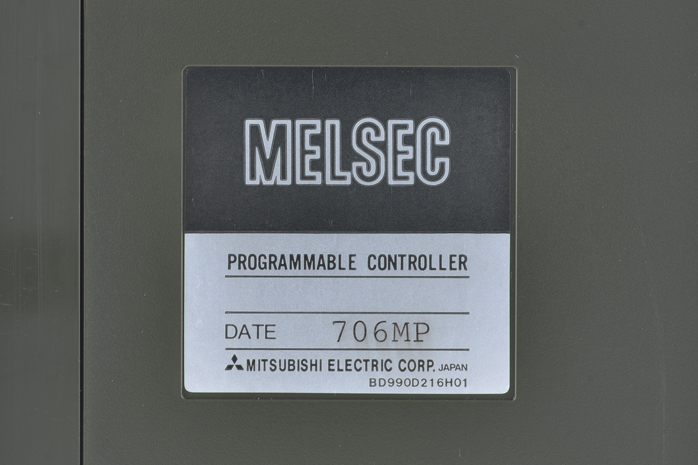 MELSEC
PROGRAMMABLE CONTROLLER
DATE 706MP
MITSUBISHI ELECTRIC CORP. JAPAN
BD990D216H01